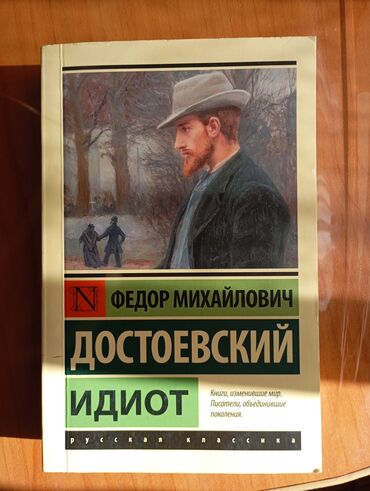 N
ФЕДОР МИХАЙЛОВИЧ
ДОСТОЕВСКИЙ
ИДИОТ
Книги, изменившие мир.
Писатели, объединившие
поколения.
русская классика